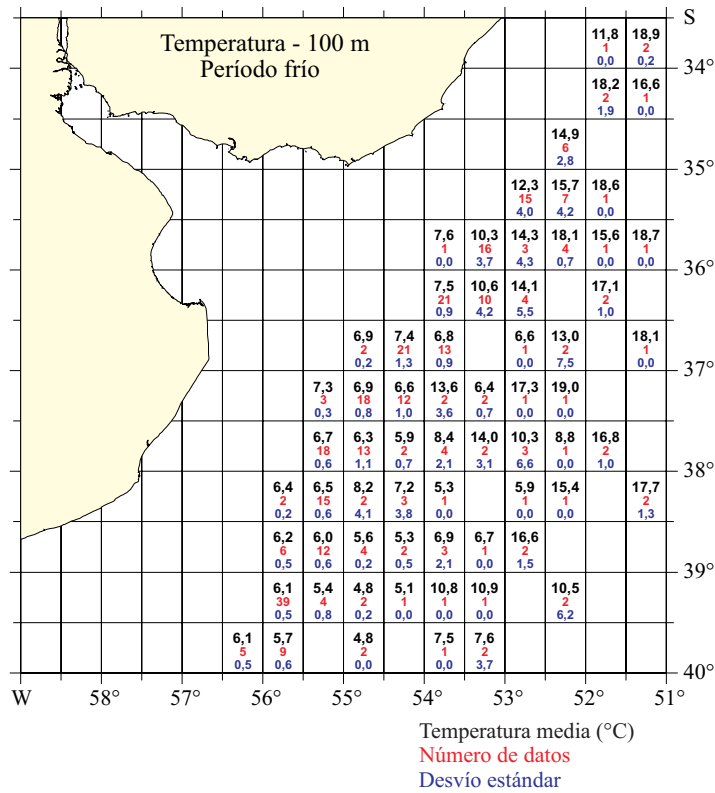 Temperatura - 100 m
Período frío
S
11,8 18,9
1 2
0,0 0,2
34°
18,2 16,6
2 1
1,9 0,0
14,9
6
2,8
35°
12,3 15,7 18,6
15 7 1
4,0 4,2 0,0
7,6 10,3 14,3 18,1 15,6 18,7
1 16 3 4 1 1
0,0 3,7 4,3 0,7 0,0 0,0
36°
7,5 10,6 14,1 17,1
21 10 4 2
0,9 4,2 5,5 1,0
6,9 7,4 6,8 6,6 13,0 18,1
2 21 13 1 2 1
0,2 1,3 0,9 0,0 7,5 0,0
37°
7,3 6,9 6,6 13,6 6,4 17,3 19,0
3 18 12 2 2 1 1
0,3 0,8 1,0 3,6 0,7 0,0 0,0
6,7 6,3 5,9 8,4 14,0 10,3 8,8 16,8
18 13 2 4 2 3 1 2
0,6 1,1 0,7 2,1 3,1 6,6 0,0 1,0
38°
6,4 6,5 8,2 7,2 5,3 5,9 15,4 17,7
2 15 2 3 1 1 1 2
0,2 0,6 4,1 3,8 0,0 0,0 0,0 1,3
6,2 6,0 5,6 5,3 6,9 6,7 16,6
6 12 4 2 3 1 2
0,5 0,6 0,2 0,5 2,1 0,0 1,5
39°
6,1 5,4 4,8 5,1 10,8 10,9 10,5
39 4 2 1 1 1 2
0,5 0,8 0,2 0,0 0,0 0,0 6,2
6,1 5,7 4,8 7,5 7,6
5 9 2 1 2
0,5 0,6 0,0 0,0 3,7
40°
W 58° 57° 56° 55° 54° 53° 52° 51°
Temperatura media (°C)
Número de datos
Desvío estándar